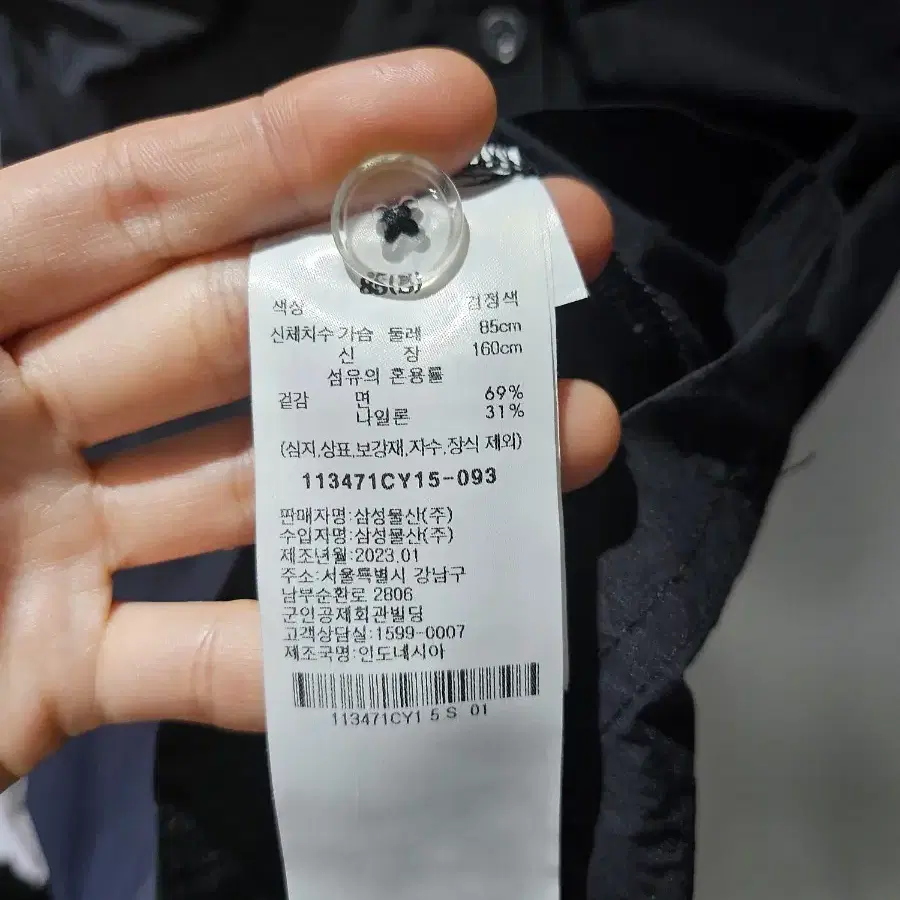 85(S)
색상 검정색
신체치수 가슴 둘레 85cm
신 장 160cm
섬유의 혼용률
겉감 면 69%
나일론 31%
(심지,상표,보강재,자수,장식 제외)
113471CY15-093
판매자명:삼성물산(주)
수입자명:삼성물산(주)
제조년월:2023.01
주소:서울특별시 강남구
남부순환로 2806
군인공제회관빌딩
고객상담실:1599-0007
제조국명:인도네시아
113471CY1 5 S 01